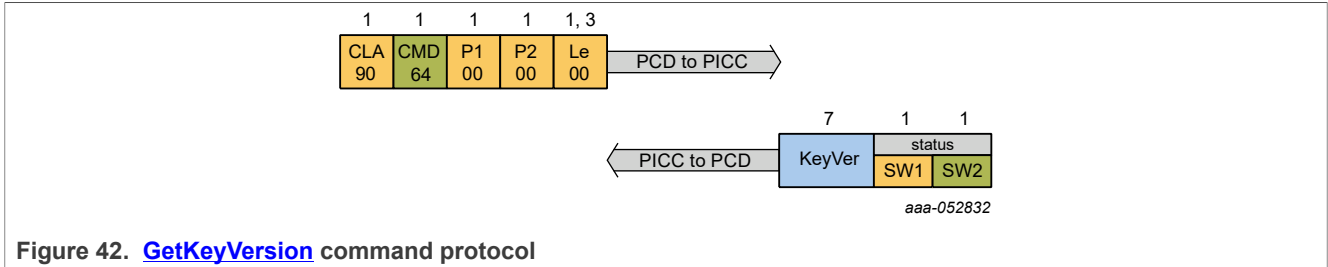 1 1 1 1 1, 3
CLA CMD P1 P2 Le
90 64 00 00 00
PCD to PICC
7 1 1
status
PICC to PCD KeyVer SW1 SW2
aaa-052832
Figure 42. GetKeyVersion command protocol